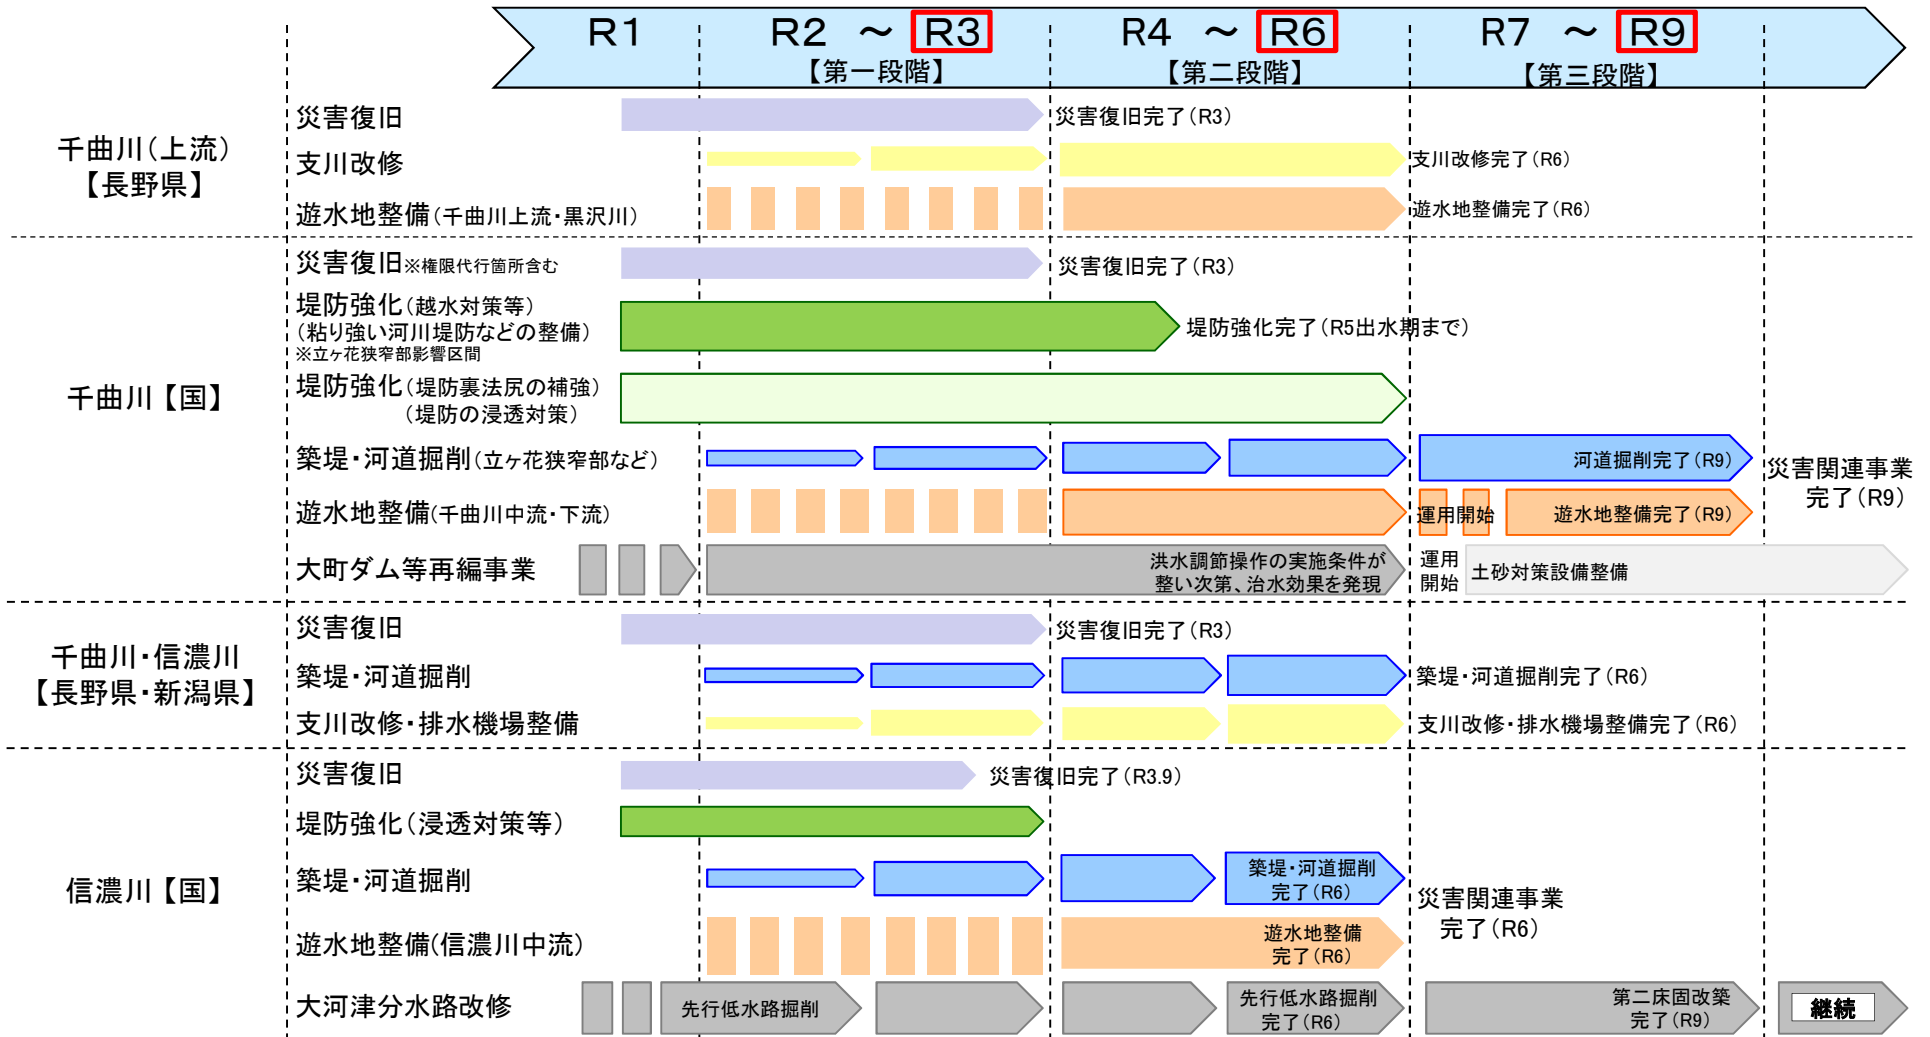 R1
R2 ～ R3
【第一段階】
R4 ～ R6
【第二段階】
R7 ～ R9
【第三段階】
千曲川（上流）
【長野県】
災害復旧
災害復旧完了（R3）
支川改修
支川改修完了（R6）
遊水地整備（千曲川上流・黒沢川）
遊水地整備完了（R6）
千曲川【国】
災害復旧※権限代行箇所含む
災害復旧完了（R3）
堤防強化（越水対策等）
（粘り強い河川堤防などの整備）
※立ヶ花狭窄部影響区間
堤防強化完了（R5出水期まで）
堤防強化（堤防裏法尻の補強）
（堤防の浸透対策）
築堤・河道掘削（立ヶ花狭窄部など）
河道掘削完了（R9）
遊水地整備（千曲川中流・下流）
運用開始
遊水地整備完了（R9）
災害関連事業
完了（R9）
大町ダム等再編事業
洪水調節操作の実施条件が
整い次第、治水効果を発現
運用
開始
土砂対策設備整備
千曲川・信濃川
【長野県・新潟県】
災害復旧
災害復旧完了（R3）
築堤・河道掘削
築堤・河道掘削完了（R6）
支川改修・排水機場整備
支川改修・排水機場整備完了（R6）
信濃川【国】
災害復旧
災害復旧完了（R3.9）
堤防強化（浸透対策等）
築堤・河道掘削
築堤・河道掘削
完了（R6）
遊水地整備（信濃川中流）
遊水地整備
完了（R6）
災害関連事業
完了（R6）
大河津分水路改修
先行低水路掘削
先行低水路掘削
完了（R6）
第二床固改築
完了（R9）
継続